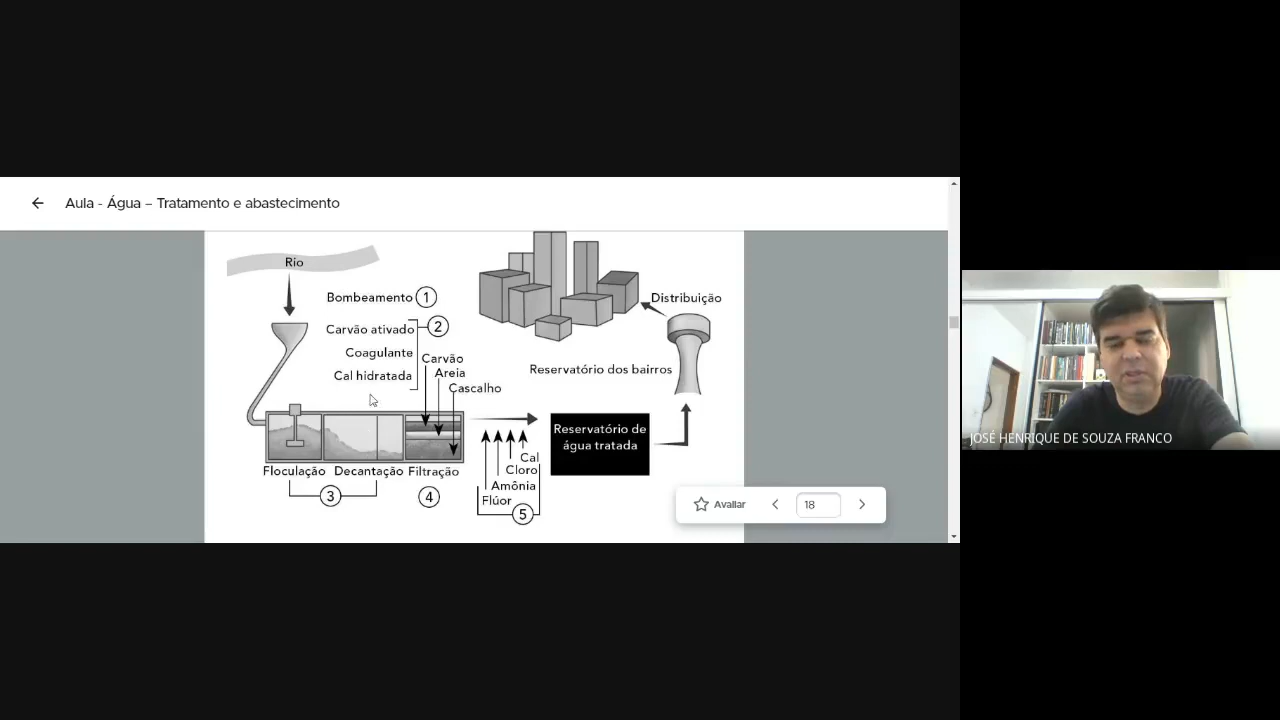 Aula - Água – Tratamento e abastecimento
Rio
Bombeamento 1
Carvão ativado 2
Coagulante
Cal hidratada
Carvão
Areia
Cascalho
Distribuição
Reservatório dos bairros
Reservatório de
água tratada
Floculação Decantação Filtração
3
4
Cal
Cloro
Amônia
Flúor
5
Avaliar 18
JOSÉ HENRIQUE DE SOUZA FRANCO